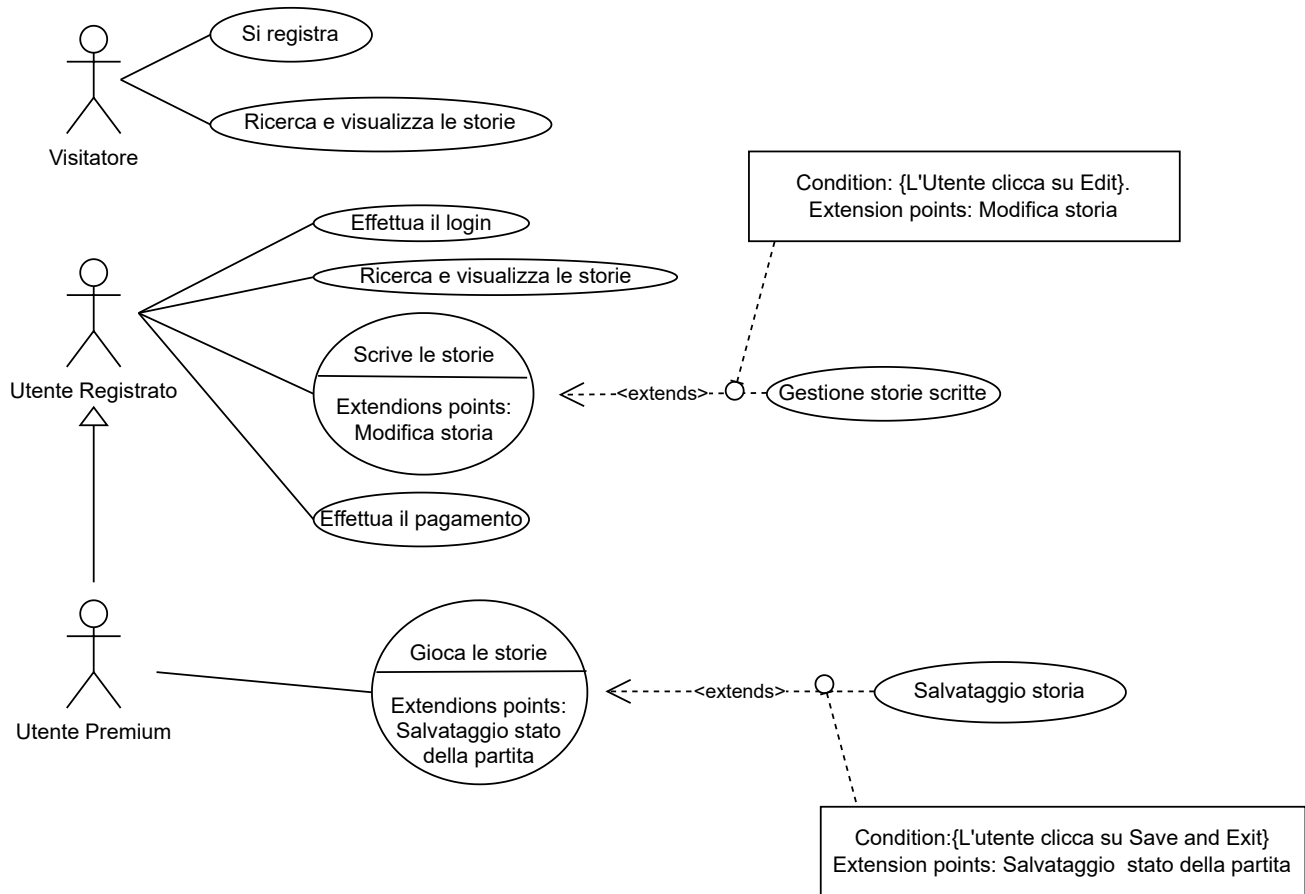 Si registra
Ricerca e visualizza le storie
Visitatore
Condition: {L'Utente clicca su Edit}.
Extension points: Modifica storia
Effettua il login
Ricerca e visualizza le storie
Utente Registrato
Scrive le storie
Extendions points:
Modifica storia
<extends>
Gestione storie scritte
Effettua il pagamento
Utente Premium
Gioca le storie
Extendions points:
Salvataggio stato
della partita
<extends>
Salvataggio storia
Condition:{L'utente clicca su Save and Exit}
Extension points: Salvataggio  stato della partita